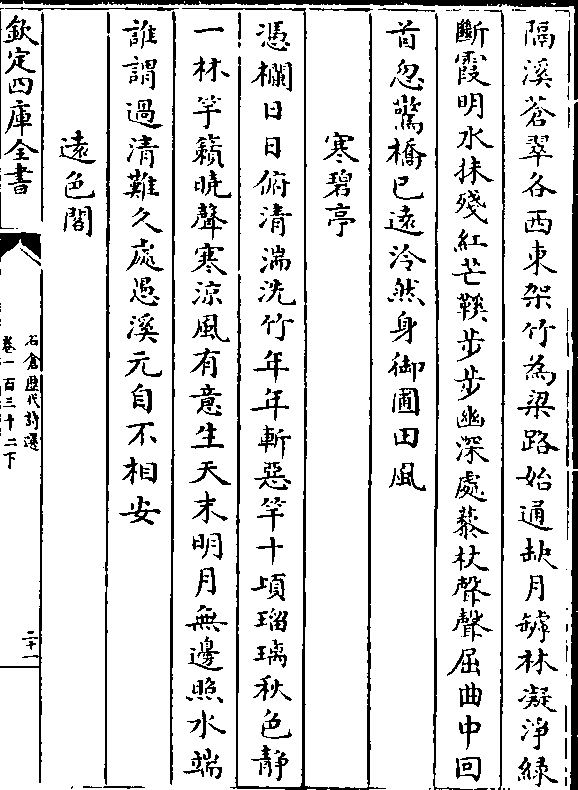 隔溪蒼翠各西東架竹為梁路始通缺月罅林凝淨綠
斷霞明水抹殘紅芒鞵步步幽深處藜杖聲聲屈曲中回
首忽驚橋已遠泠然身御圃田風
寒碧亭
憑欄日日俯清湍洗竹年年斬惡竿十頃瑠璃秋色靜
一林竽籟晓聲寒涼風有意生天末明月無邊照水端
誰謂過清難久處愚溪元自不相安
遠色閣
欽定四庫全書
石倉歴代詩選
卷一百三十二下
二十一